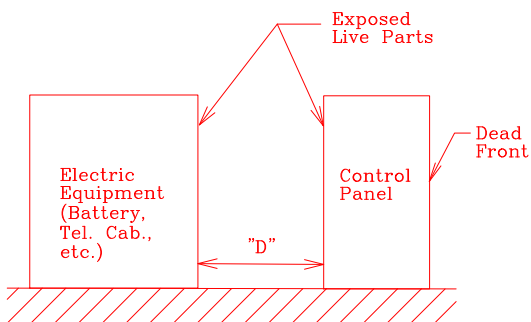 Exposed
Live Parts
Dead
Front
Electric
Equipment
(Battery,
Tel. Cab.,
etc.)
Control
Panel
"D"